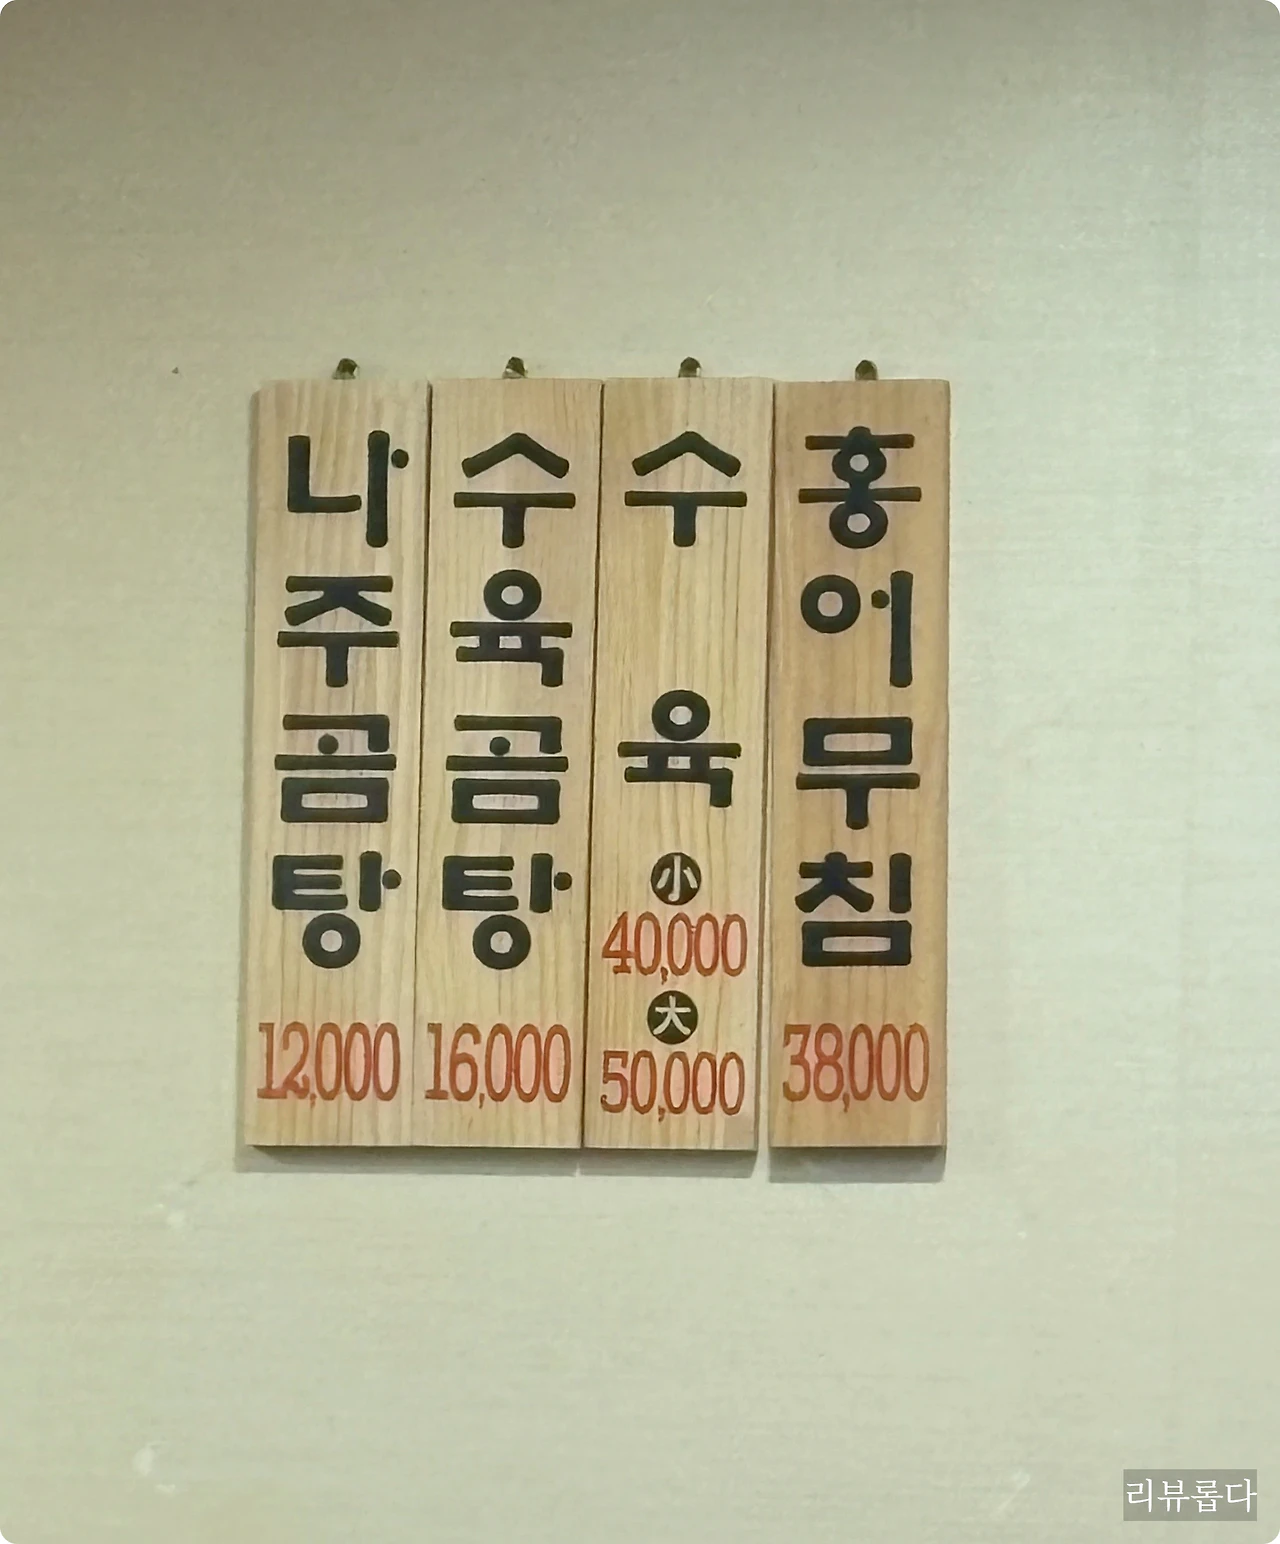 나주곰탕
12,000
수육곰탕
16,000
수육
小
40,000
大
50,000
홍어무침
38,000
리뷰롭다